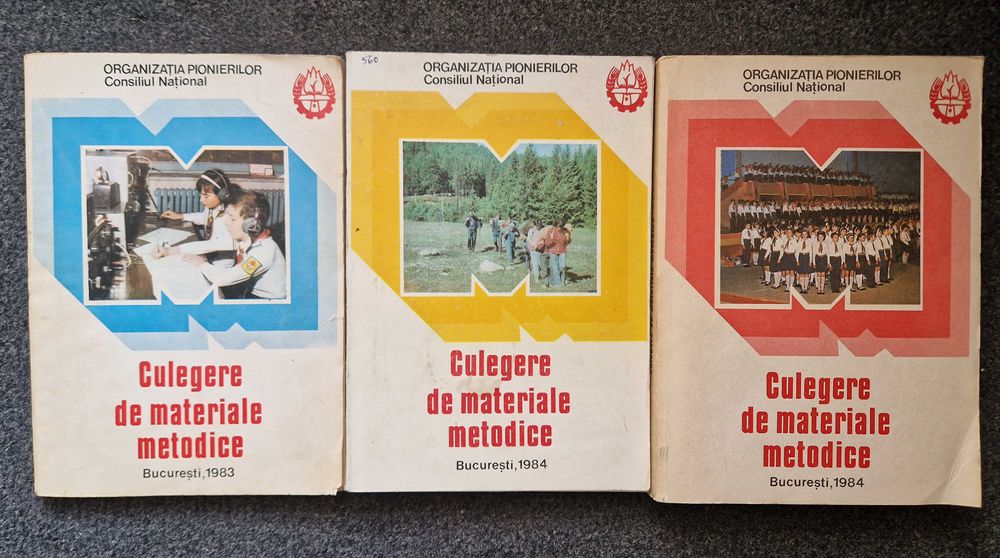 ORGANIZAȚIA PIONIERILOR
Consiliul Național
Culegere
de materiale
metodice
București, 1983
560
ORGANIZAȚIA PIONIERILOR
Consiliul Național
Culegere
de materiale
metodice
București, 1984
ORGANIZAȚIA PIONIERILOR
Consiliul Național
Culegere
de materiale
metodice
București, 1984